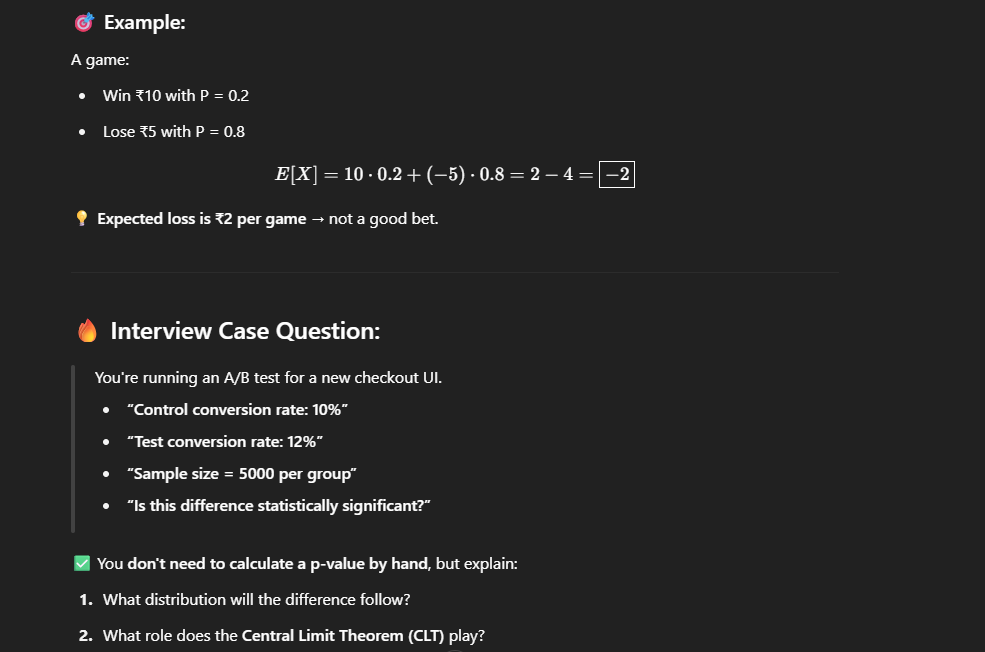 🎯 Example:
A game:
• Win ₹10 with P = 0.2
• Lose ₹5 with P = 0.8
E[X] = 10 · 0.2 + (−5) · 0.8 = 2 − 4 = −2
💡 Expected loss is ₹2 per game → not a good bet.
🔥 Interview Case Question:
You're running an A/B test for a new checkout UI.
• “Control conversion rate: 10%”
• “Test conversion rate: 12%”
• “Sample size = 5000 per group”
• “Is this difference statistically significant?”
✅ You don't need to calculate a p-value by hand, but explain:
1. What distribution will the difference follow?
2. What role does the Central Limit Theorem (CLT) play?